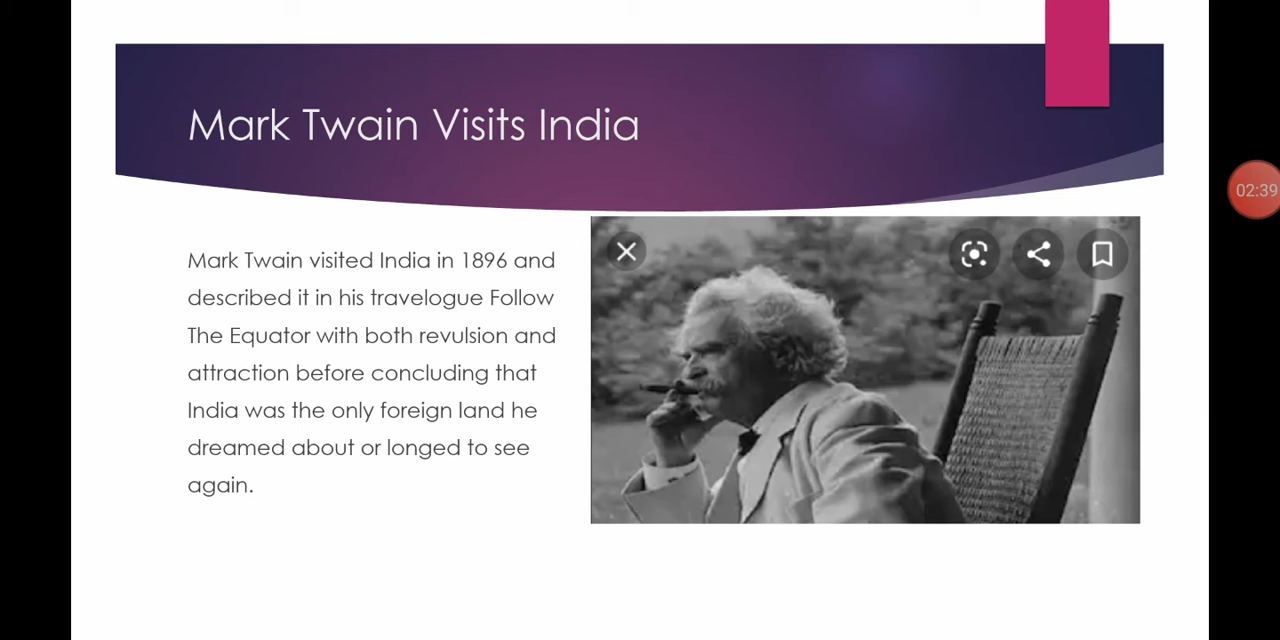 Mark Twain Visits India
Mark Twain visited India in 1896 and
described it in his travelogue Follow
The Equator with both revulsion and
attraction before concluding that
India was the only foreign land he
dreamed about or longed to see
again.
02:39